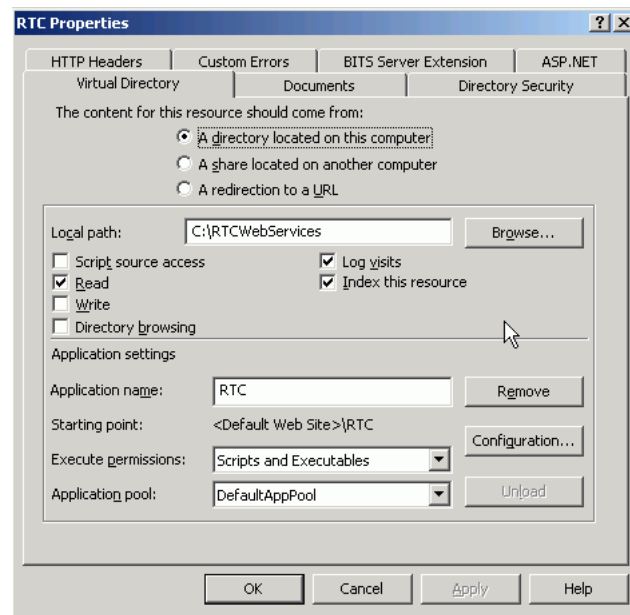 RTC Properties
HTTP Headers Custom Errors BITS Server Extension ASP.NET
Virtual Directory Documents Directory Security
The content for this resource should come from:
A directory located on this computer
A share located on another computer
A redirection to a URL
Local path: C:\RTCWebServices Browse...
Script source access Log visits
Read Index this resource
Write
Directory browsing
Application settings
Application name: RTC Remove
Starting point: <Default Web Site>\RTC
Configuration...
Execute permissions: Scripts and Executables
Application pool: DefaultAppPool Unload
OK Cancel Apply Help